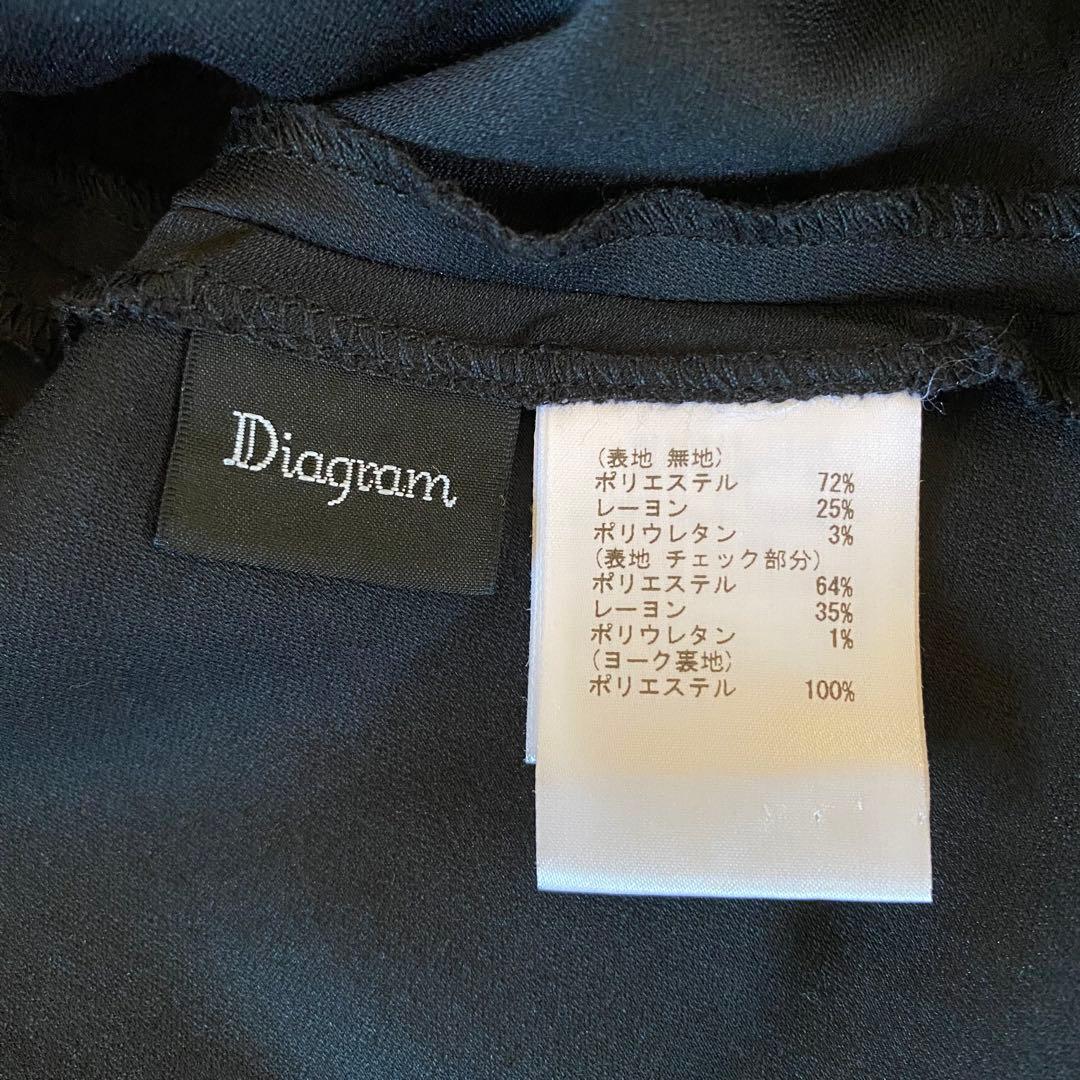 Diagram
(表地 無地)
ポリエステル 72%
レーヨン 25%
ポリウレタン 3%
(表地 チェック部分)
ポリエステル 64%
レーヨン 35%
ポリウレタン 1%
(ヨーク裏地)
ポリエステル 100%